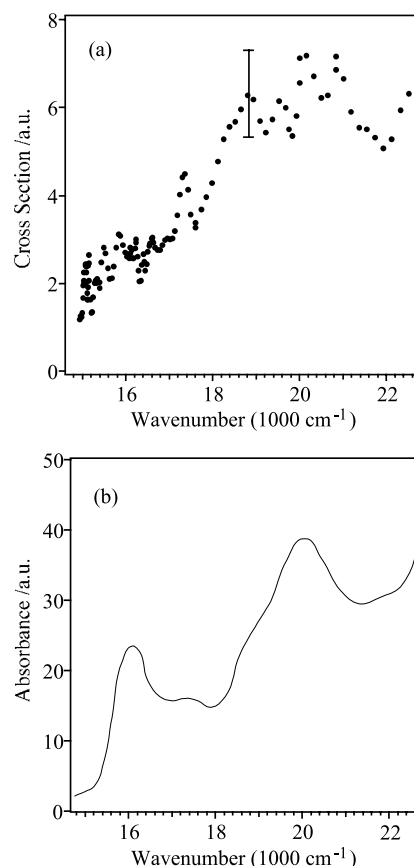 (a)
8
6
4
2
0
Cross Section /a.u.
16 18 20 22
Wavenumber (1000 cm⁻¹)
(b)
50
40
30
20
10
0
Absorbance /a.u.
16 18 20 22
Wavenumber (1000 cm⁻¹)